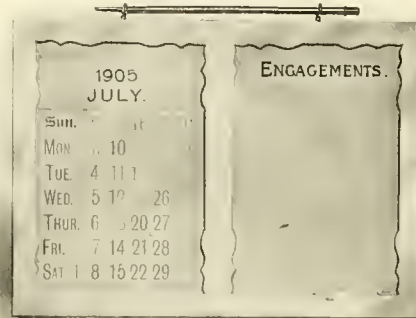 1905
JULY.
Sun.
Mon 10
Tue. 4 11
Wed. 5 26
Thur. 6 20 27
Fri. 7 14 21 28
Sat 1 8 15 22 29
ENGAGEMENTS.